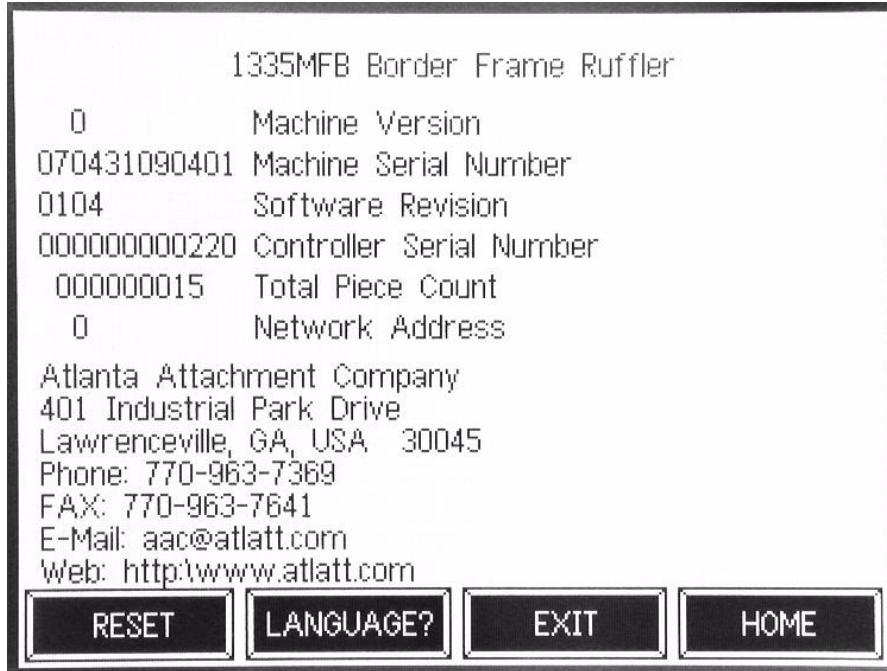 1335MFB Border Frame Ruffler
0 Machine Version
070431090401 Machine Serial Number
0104 Software Revision
000000000220 Controller Serial Number
000000015 Total Piece Count
0 Network Address
Atlanta Attachment Company
401 Industrial Park Drive
Lawrenceville, GA, USA 30045
Phone: 770-963-7369
FAX: 770-963-7641
E-Mail: aac@atlatt.com
Web: http:\www.atlatt.com
RESET LANGUAGE? EXIT HOME